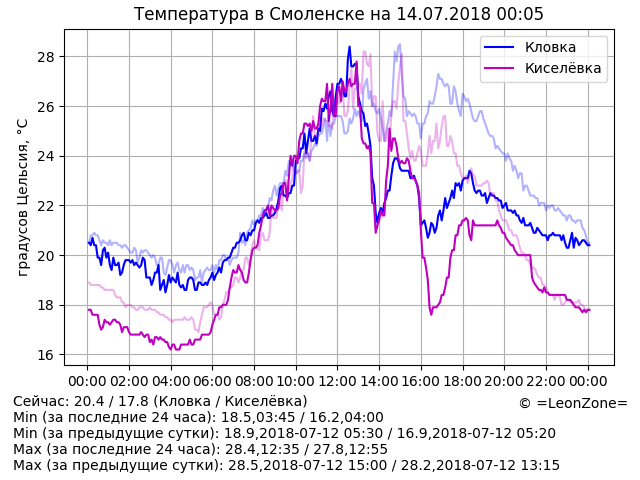 Температура в Смоленске на 14.07.2018 00:05
Кловка
Киселёвка
градусов Цельсия, °C
28
26
24
22
20
18
16
00:00 02:00 04:00 06:00 08:00 10:00 12:00 14:00 16:00 18:00 20:00 22:00 00:00
Сейчас: 20.4 / 17.8 (Кловка / Киселёвка)
© =LeonZone=
Min (за последние 24 часа): 18.5,03:45 / 16.2,04:00
Min (за предыдущие сутки): 18.9,2018-07-12 05:30 / 16.9,2018-07-12 05:20
Max (за последние 24 часа): 28.4,12:35 / 27.8,12:55
Max (за предыдущие сутки): 28.5,2018-07-12 15:00 / 28.2,2018-07-12 13:15